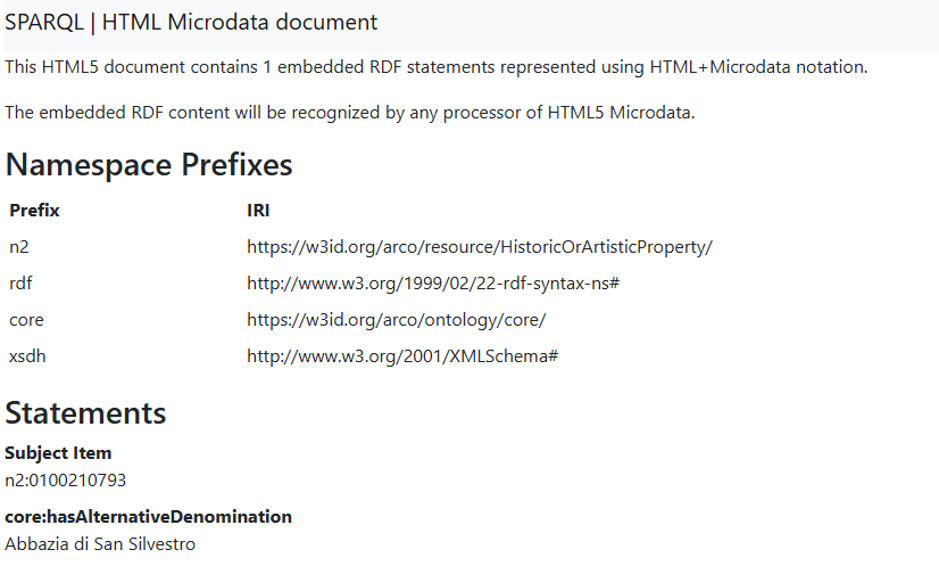 SPARQL | HTML Microdata document
This HTML5 document contains 1 embedded RDF statements represented using HTML+Microdata notation.
The embedded RDF content will be recognized by any processor of HTML5 Microdata.
Namespace Prefixes
Prefix IRI
n2 https://w3id.org/arco/resource/HistoricOrArtisticProperty/
rdf http://www.w3.org/1999/02/22-rdf-syntax-ns#
core https://w3id.org/arco/ontology/core/
xsdh http://www.w3.org/2001/XMLSchema#
Statements
Subject Item
n2:0100210793
core:hasAlternativeDenomination
Abbazia di San Silvestro